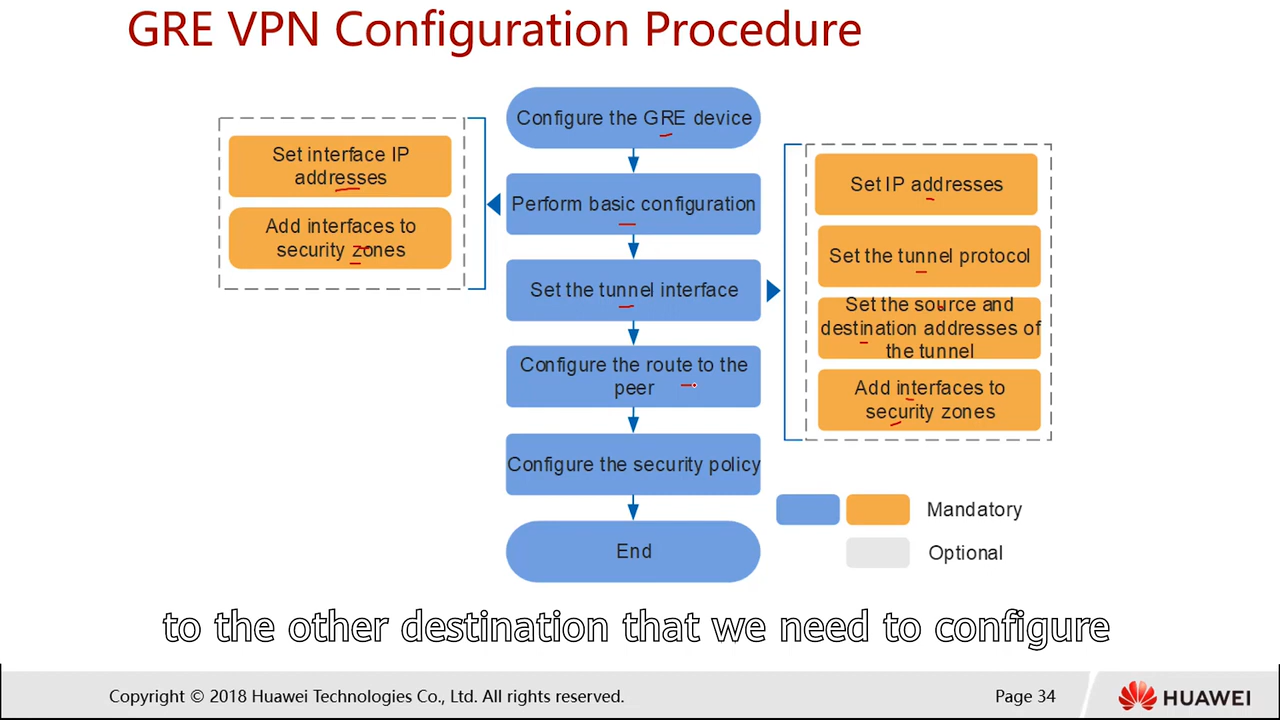 GRE VPN Configuration Procedure
Configure the GRE device
Set interface IP
addresses
Add interfaces to
security zones
Perform basic configuration
Set the tunnel interface
Configure the route to the
peer
Configure the security policy
End
Set IP addresses
Set the tunnel protocol
Set the source and
destination addresses of
the tunnel
Add interfaces to
security zones
Mandatory
Optional
to the other destination that we need to configure
Copyright © 2018 Huawei Technologies Co., Ltd. All rights reserved.
Page 34
HUAWEI